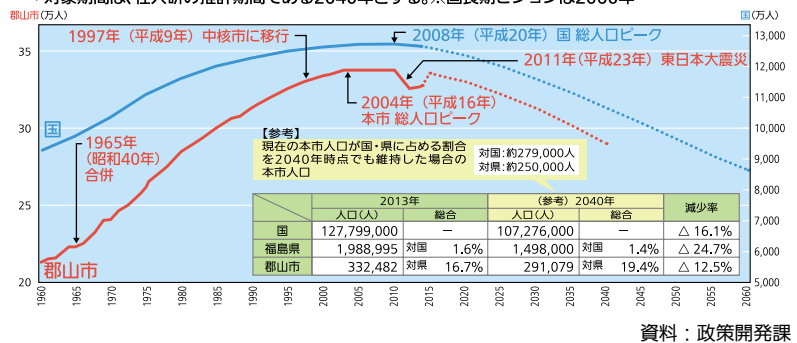 郡山市(万人)
国(万人)
1997年(平成9年)中核市に移行
2008年(平成20年)国 総人口ピーク
2011年(平成23年)東日本大震災
2004年(平成16年)
本市 総人口ピーク
国
1965年
(昭和40年)
合併
郡山市
【参考】
現在の本市人口が国・県に占める割合
を2040年時点でも維持した場合の
本市人口
対国:約279,000人
対県:約250,000人
2013年 (参考)2040年 減少率
人口(人) 総合 人口(人) 総合
国 127,799,000 ― 107,276,000 ― △ 16.1%
福島県 1,988,995 対国 1.6% 1,498,000 対国 1.4% △ 24.7%
郡山市 332,482 対県 16.7% 291,079 対県 19.4% △ 12.5%
35
30
25
20
13,000
12,000
11,000
10,000
9,000
8,000
7,000
6,000
5,000
1960 1965 1970 1975 1980 1985 1990 1995 2000 2005 2010 2015 2020 2025 2030 2035 2040 2045 2050 2055 2060
資料:政策開発課